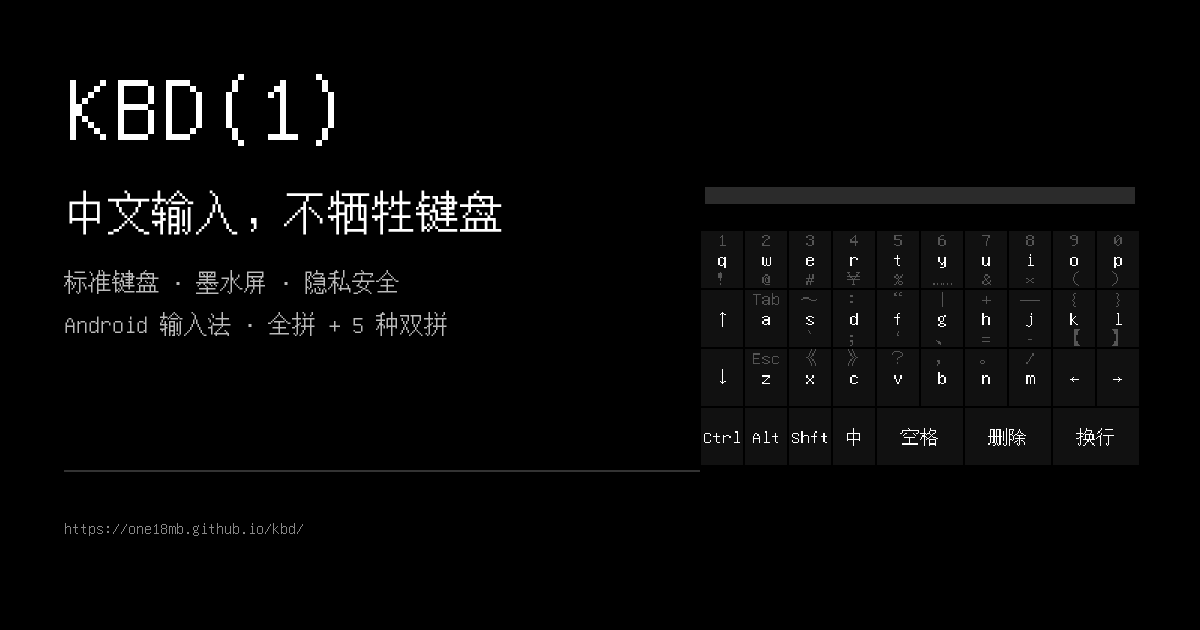 KBD(1)
中文输入，不牺牲键盘
标准键盘 · 墨水屏 · 隐私安全
Android 输入法 · 全拼 + 5 种双拼
1 2 3 4 5 6 7 8 9 0
q w e r t y u i o p
! @ # ¥ % …… & × ( )
Tab ～ : “ | + —— { }
↑ a s d f g h j k l
` ; ‘ 、 = - 【 】
Esc 《 》 ? , 。 /
↓ z x c v b n m ← →
Ctrl Alt Shft 中 空格 删除 换行
https://one18mb.github.io/kbd/